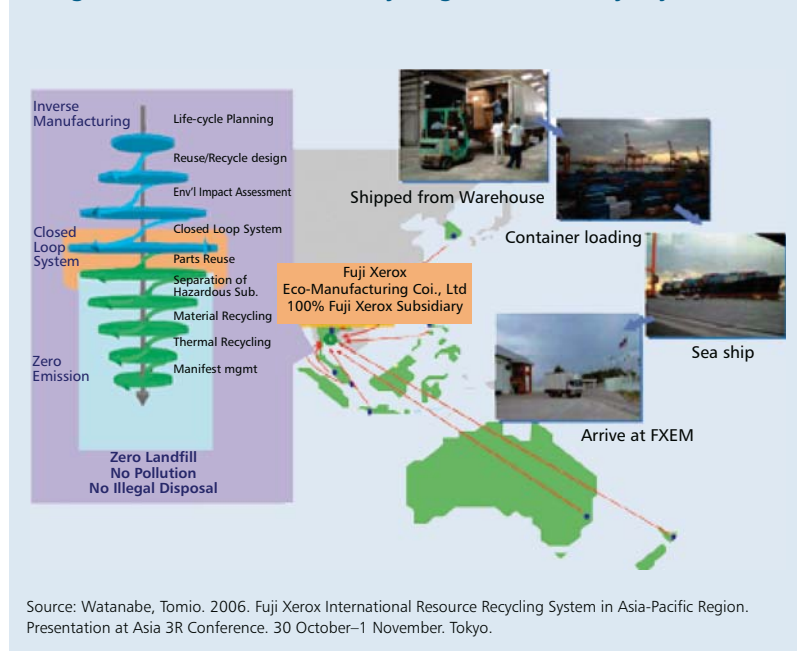 Inverse
Manufacturing
Life-cycle Planning
Reuse/Recycle design
Env'l Impact Assessment
Closed
Loop
System
Closed Loop System
Parts Reuse
Separation of
Hazardous Sub.
Material Recycling
Thermal Recycling
Zero
Emission
Manifest mgmt
Zero Landfill
No Pollution
No Illegal Disposal
Fuji Xerox
Eco-Manufacturing Coi., Ltd
100% Fuji Xerox Subsidiary
Shipped from Warehouse
Container loading
Sea ship
Arrive at FXEM
Source: Watanabe, Tomio. 2006. Fuji Xerox International Resource Recycling System in Asia-Pacific Region.
Presentation at Asia 3R Conference. 30 October–1 November. Tokyo.